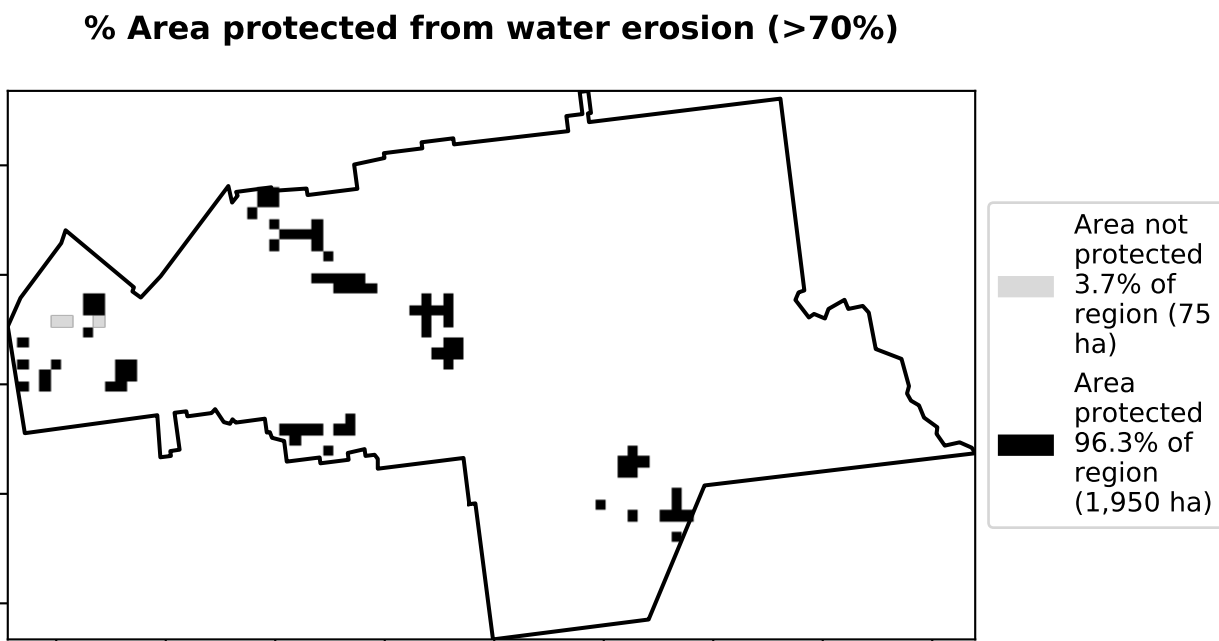 % Area protected from water erosion (>70%)
Area not
protected
3.7% of
region (75
ha)
Area
protected
96.3% of
region
(1,950 ha)